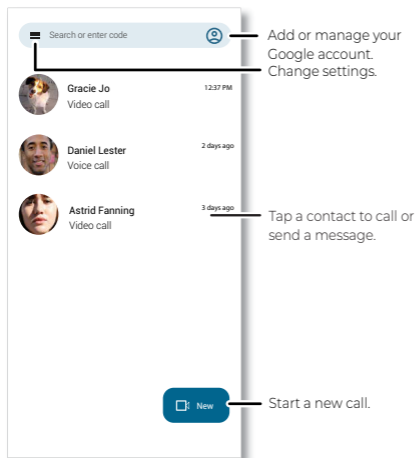 Search or enter code
Add or manage your
Google account.
Change settings.
Gracie Jo
12:37 PM
Video call
Daniel Lester
2 days ago
Voice call
Astrid Fanning
3 days ago
Video call
Tap a contact to call or
send a message.
New
Start a new call.